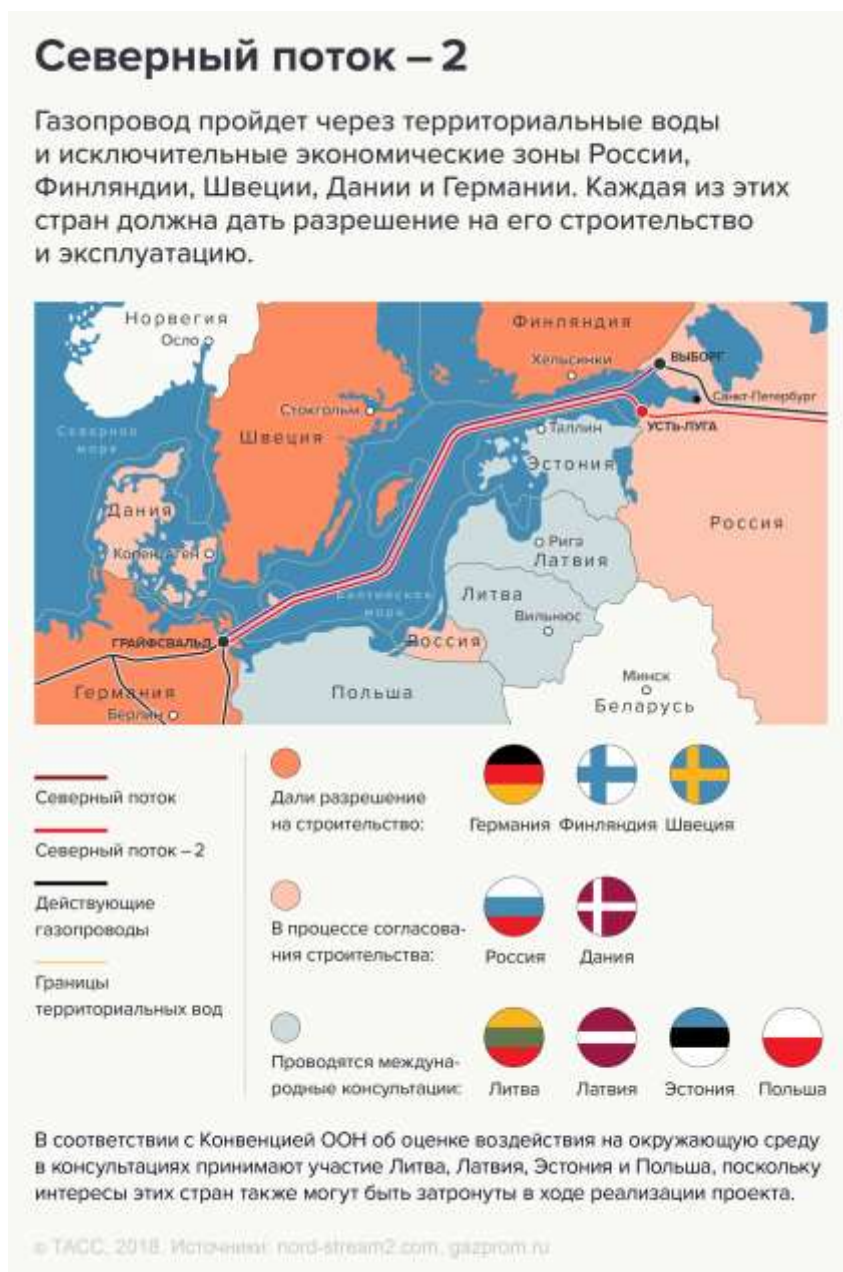 Северный поток – 2
Газопровод пройдет через территориальные воды
и исключительные экономические зоны России,
Финляндии, Швеции, Дании и Германии. Каждая из этих
стран должна дать разрешение на его строительство
и эксплуатацию.
Норвегия
Осло
Финляндия
Хельсинки
ВЫБОРГ
Санкт-Петербург
Стокгольм
Швеция
Северное
море
Таллин
УСТЬ-ЛУГА
Эстония
Дания
Копенгаген
Россия
Рига
Латвия
Литва
Балтийское
море
Вильнюс
ГРАЙФСВАЛЬД
Россия
Германия
Берлин
Польша
Минск
Беларусь
Северный поток
Северный поток – 2
Действующие
газопроводы
Границы
территориальных вод
Дали разрешение
на строительство:
Германия Финляндия Швеция
В процессе согласова-
ния строительства:
Россия Дания
Проводятся междуна-
родные консультации:
Литва Латвия Эстония Польша
В соответствии с Конвенцией ООН об оценке воздействия на окружающую среду
в консультациях принимают участие Литва, Латвия, Эстония и Польша, поскольку
интересы этих стран также могут быть затронуты в ходе реализации проекта.
© ТАСС, 2018. Источники: nord-stream2.com, gazprom.ru